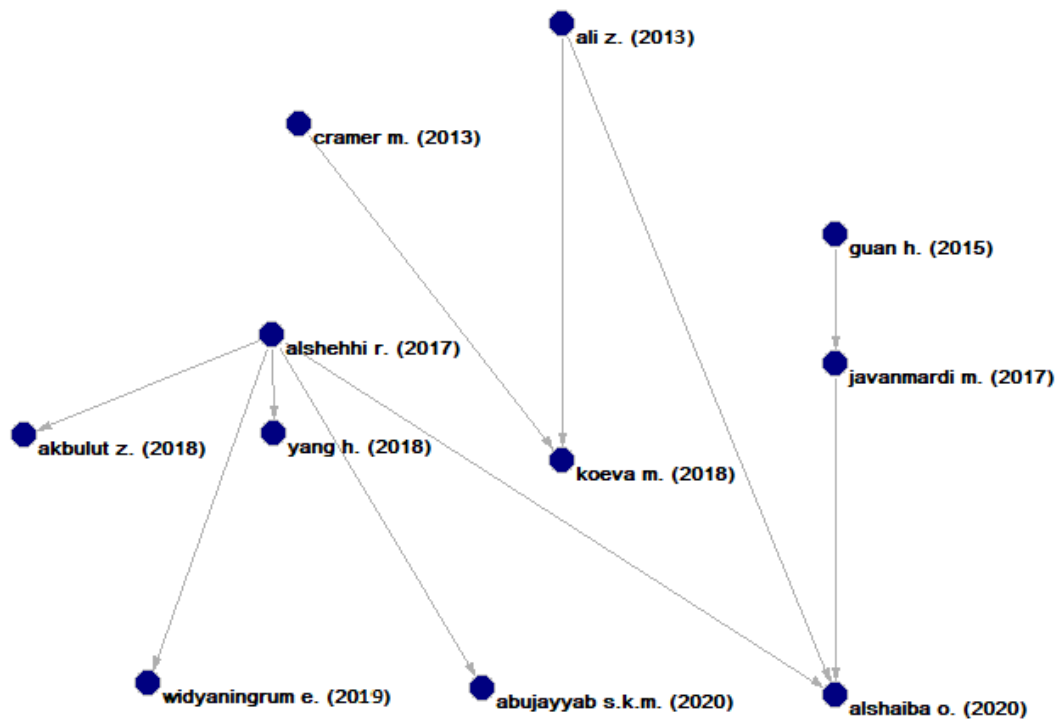 ali z. (2013)
cramer m. (2013)
guan h. (2015)
alshehhi r. (2017)
javanmardi m. (2017)
akbulut z. (2018)
yang h. (2018)
koeva m. (2018)
widyaningrum e. (2019)
abujayyab s.k.m. (2020)
alshaiba o. (2020)